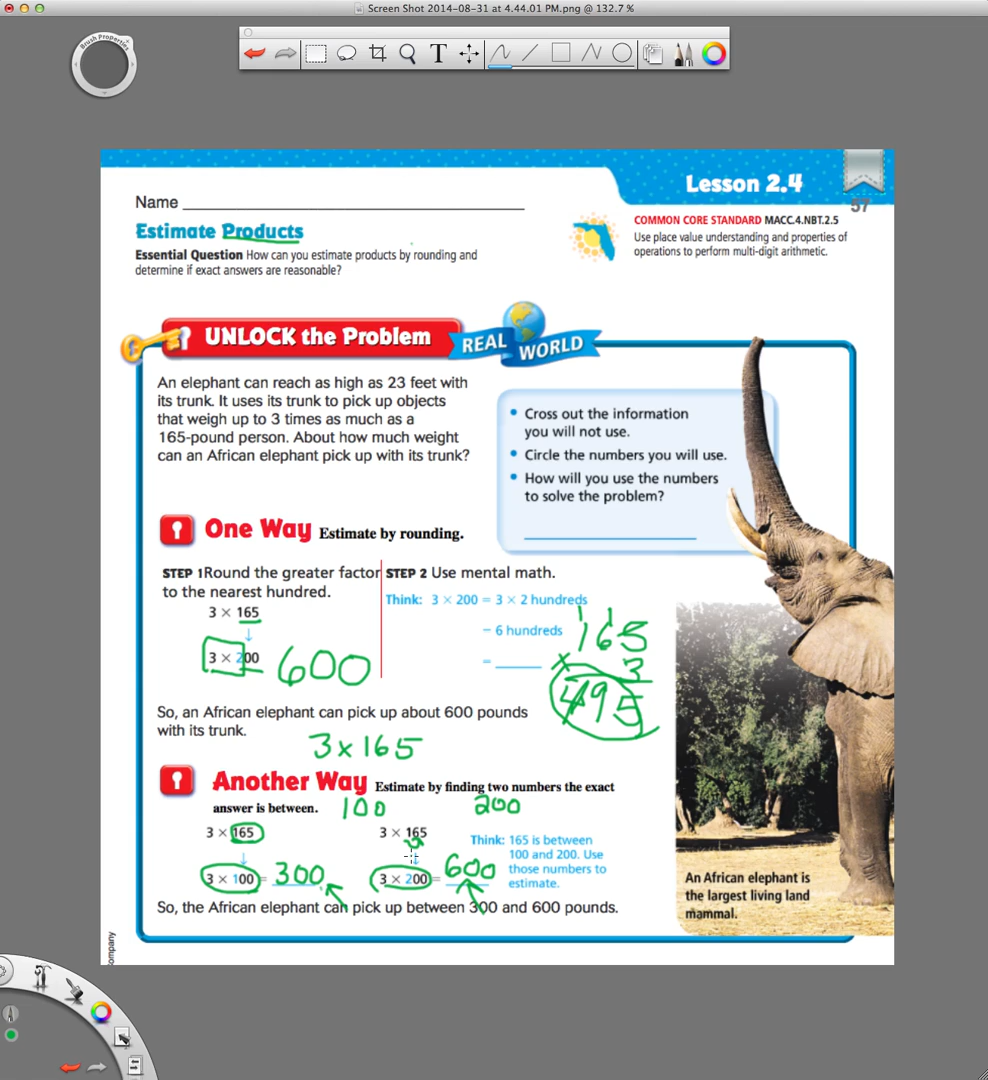 Screen Shot 2014-08-31 at 4.44.01 PM.png @ 132.7 %
Brush Properties
T
Lesson 2.4
57
Name
COMMON CORE STANDARD MACC.4.NBT.2.5
Use place value understanding and properties of
operations to perform multi-digit arithmetic.
Estimate Products
Essential Question How can you estimate products by rounding and
determine if exact answers are reasonable?
UNLOCK the Problem
REAL WORLD
An elephant can reach as high as 23 feet with
its trunk. It uses its trunk to pick up objects
that weigh up to 3 times as much as a
165-pound person. About how much weight
can an African elephant pick up with its trunk?
• Cross out the information
you will not use.
• Circle the numbers you will use.
• How will you use the numbers
to solve the problem?
One Way Estimate by rounding.
STEP 1Round the greater factor
to the nearest hundred.
3 × 165
↓
3 × 200
600
STEP 2 Use mental math.
Think: 3 × 200 = 3 × 2 hundreds
– 6 hundreds
= ______
1 1
165
x 3
495
So, an African elephant can pick up about 600 pounds
with its trunk.
3 x 165
Another Way Estimate by finding two numbers the exact
answer is between.
100
200
3 × 165
↓
3 × 100 = 300
3 × 165
↓
3 × 200 = 600
Think: 165 is between
100 and 200. Use
those numbers to
estimate.
So, the African elephant can pick up between 300 and 600 pounds.
An African elephant is
the largest living land
mammal.
ompany